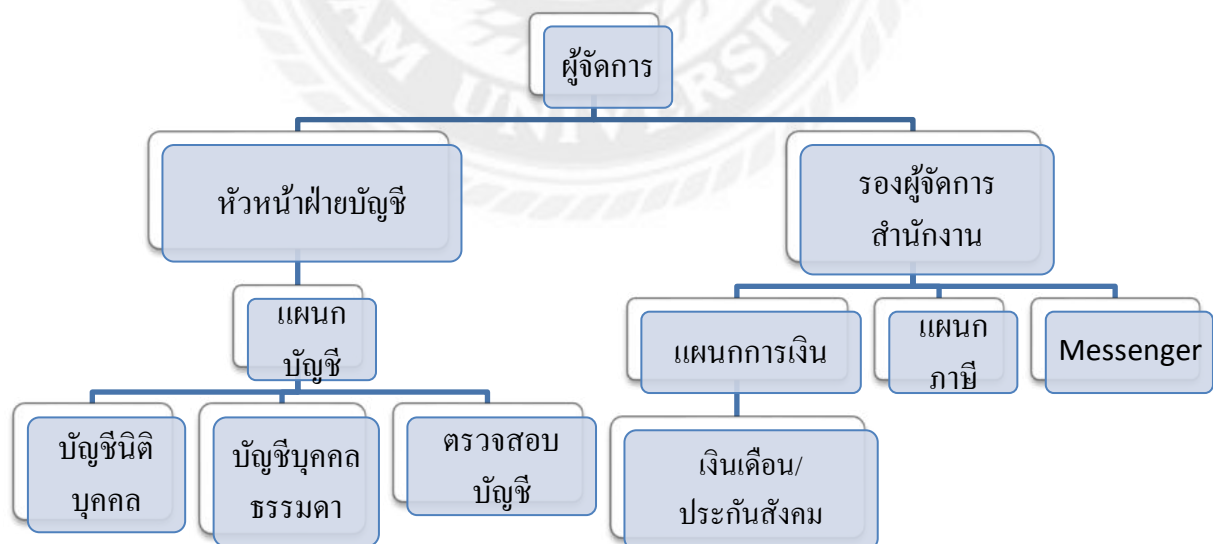 ผู้จัดการ
AM UNIVERSI
หัวหน้าฝ่ายบัญชี
รองผู้จัดการ
สำนักงาน
แผนก
บัญชี
แผนกการเงิน
แผนก
ภาษี
Messenger
บัญชีนิติ
บุคคล
บัญชีบุคคล
ธรรมดา
ตรวจสอบ
บัญชี
เงินเดือน/
ประกันสังคม